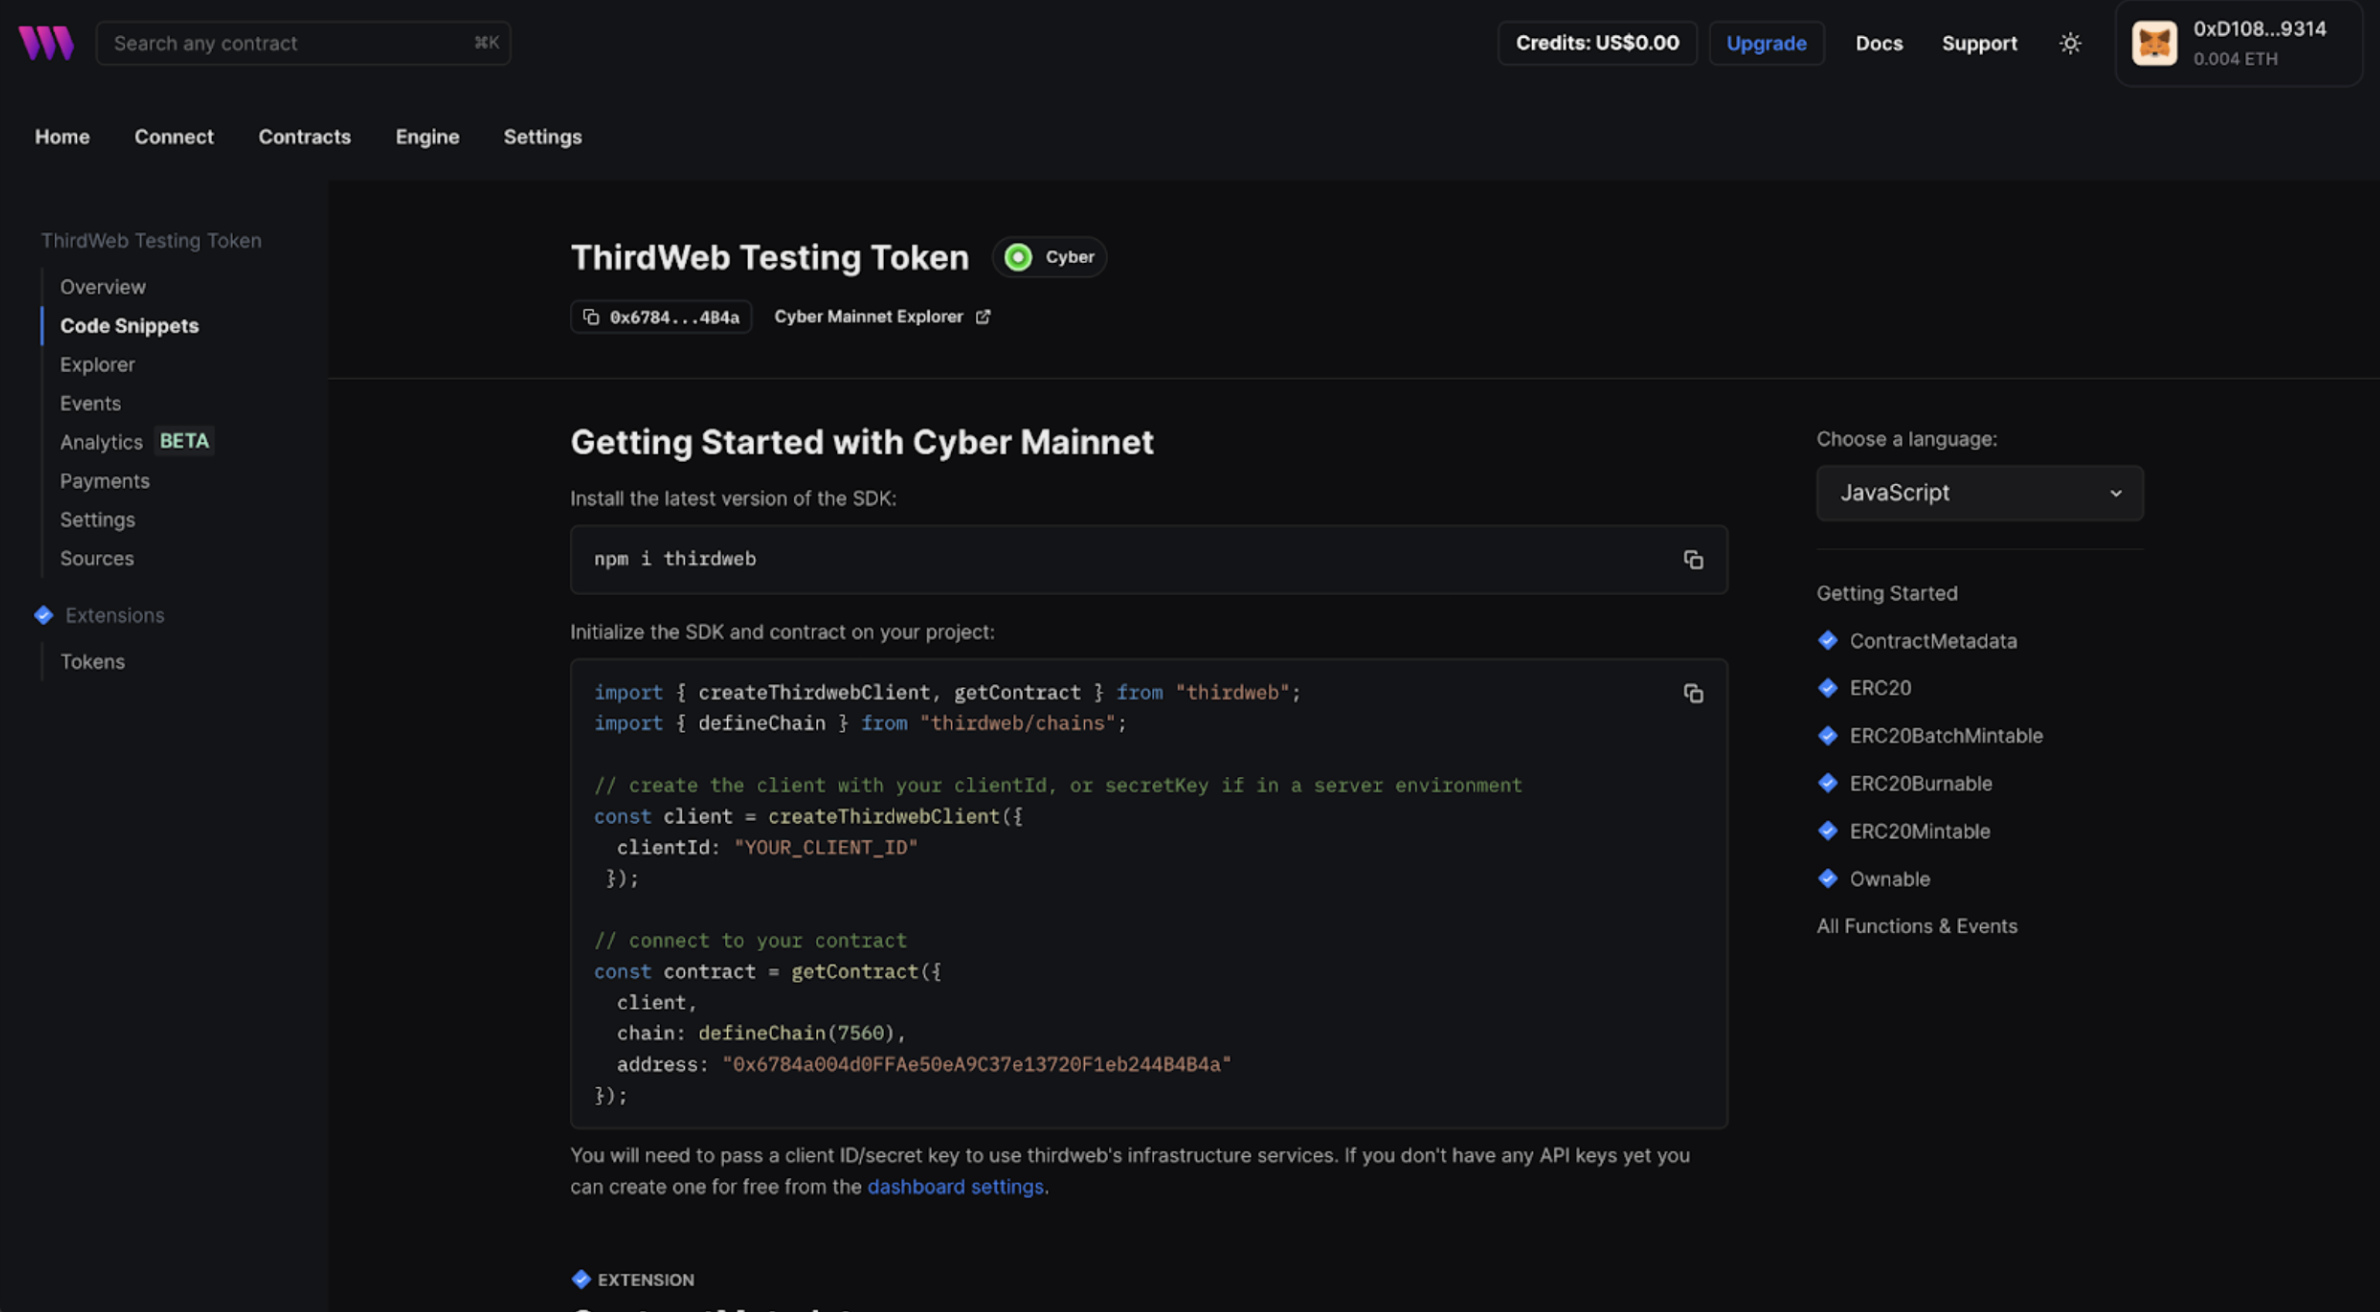 Search any contract ⌘K
Credits: US$0.00
Upgrade
Docs
Support
0xD108...9314
0.004 ETH
Home
Connect
Contracts
Engine
Settings
ThirdWeb Testing Token
Overview
Code Snippets
Explorer
Events
Analytics BETA
Payments
Settings
Sources
Extensions
Tokens
ThirdWeb Testing Token
Cyber
0x6784...4B4a
Cyber Mainnet Explorer
Getting Started with Cyber Mainnet
Install the latest version of the SDK:
npm i thirdweb
Initialize the SDK and contract on your project:
import { createThirdwebClient, getContract } from "thirdweb";
import { defineChain } from "thirdweb/chains";
// create the client with your clientId, or secretKey if in a server environment
const client = createThirdwebClient({
clientId: "YOUR_CLIENT_ID"
});
// connect to your contract
const contract = getContract({
client,
chain: defineChain(7560),
address: "0x6784a004d0FFAe50eA9C37e13720F1eb244B4B4a"
});
You will need to pass a client ID/secret key to use thirdweb's infrastructure services. If you don't have any API keys yet you
can create one for free from the dashboard settings.
EXTENSION
Choose a language:
JavaScript
Getting Started
ContractMetadata
ERC20
ERC20BatchMintable
ERC20Burnable
ERC20Mintable
Ownable
All Functions & Events